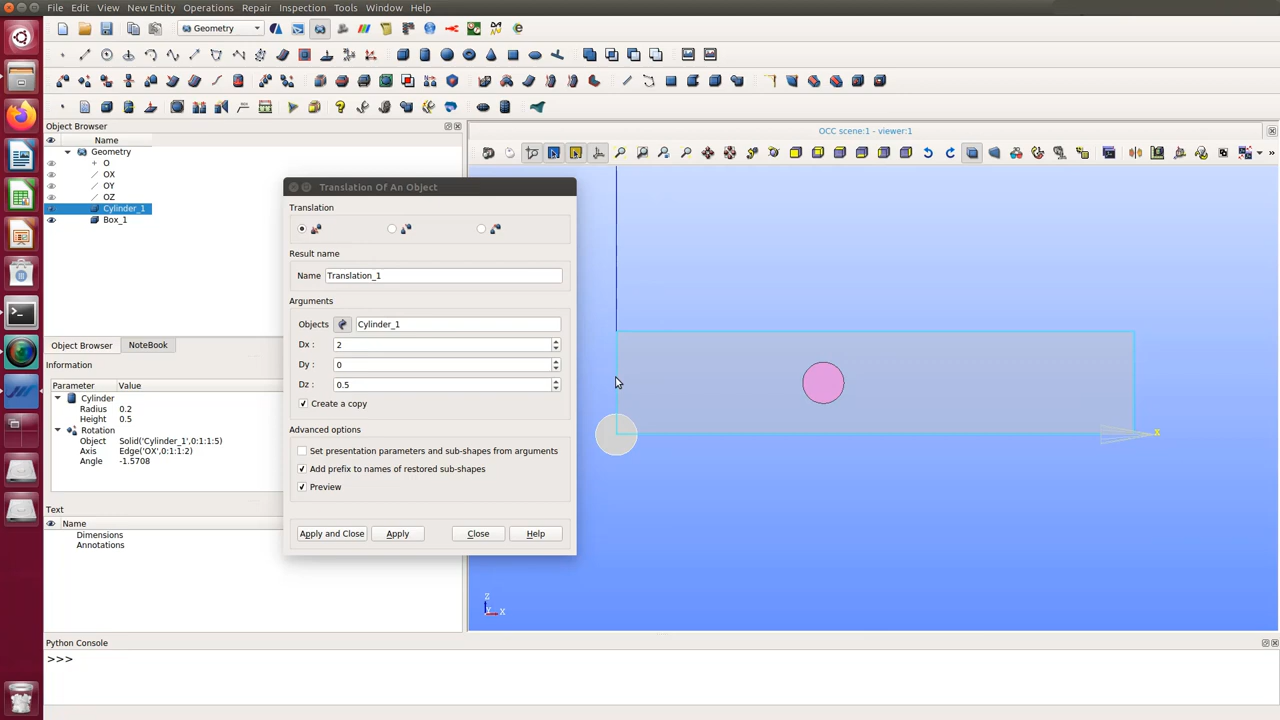 File Edit View New Entity Operations Repair Inspection Tools Window Help
Geometry
Object Browser
Name
Geometry
O
OX
OY
OZ
Cylinder_1
Box_1
Object Browser NoteBook
Information
Parameter Value
Cylinder
Radius 0.2
Height 0.5
Rotation
Object Solid('Cylinder_1',0:1:1:5)
Axis Edge('OX',0:1:1:2)
Angle -1.5708
Text
Name
Dimensions
Annotations
Translation Of An Object
Translation
Result name
Name Translation_1
Arguments
Objects Cylinder_1
Dx : 2
Dy : 0
Dz : 0.5
Create a copy
Advanced options
Set presentation parameters and sub-shapes from arguments
Add prefix to names of restored sub-shapes
Preview
Apply and Close Apply Close Help
OCC scene:1 - viewer:1
X
Z
Y X
Python Console
>>>